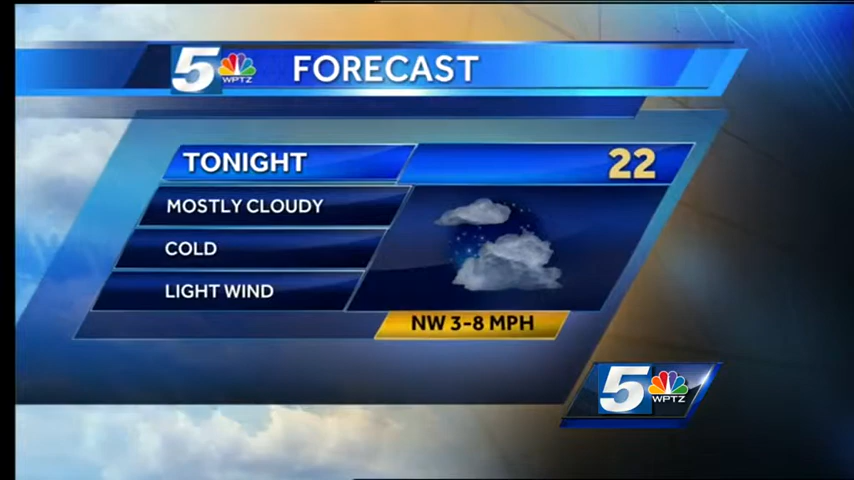 5 WPTZ FORECAST
TONIGHT 22
MOSTLY CLOUDY
COLD
LIGHT WIND
NW 3-8 MPH
5 WPTZ